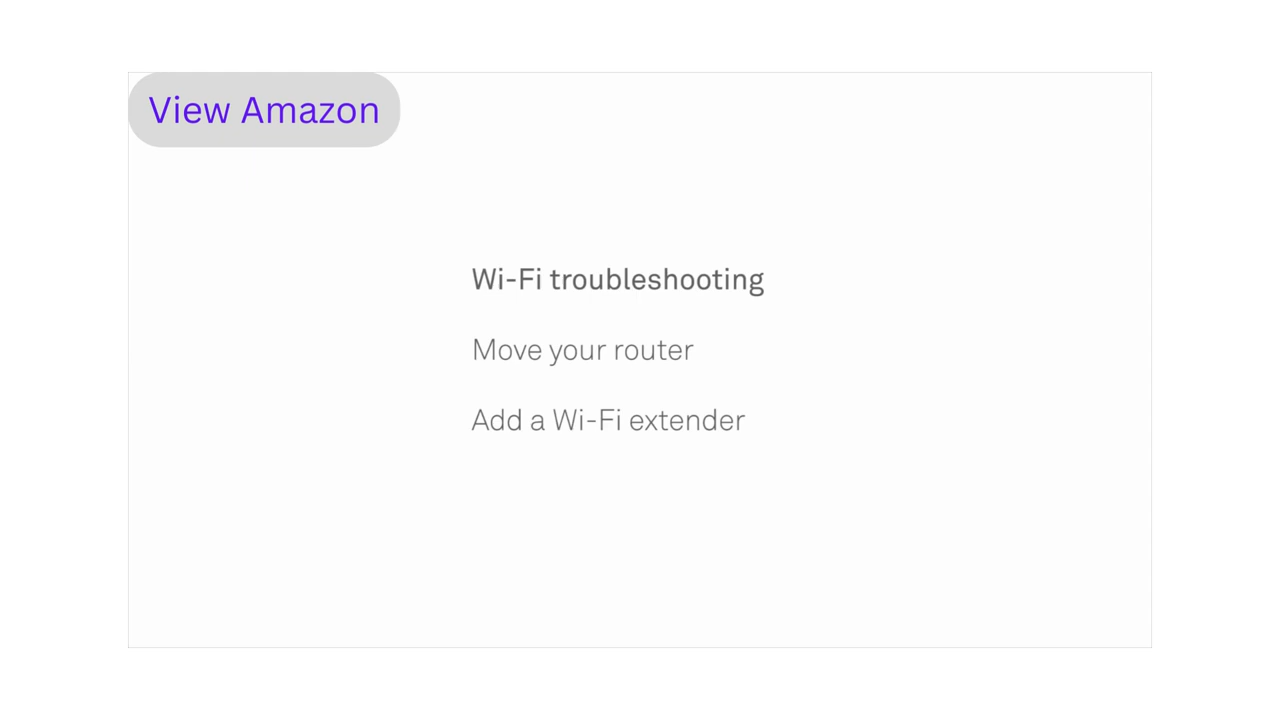 View Amazon
Wi-Fi troubleshooting
Move your router
Add a Wi-Fi extender